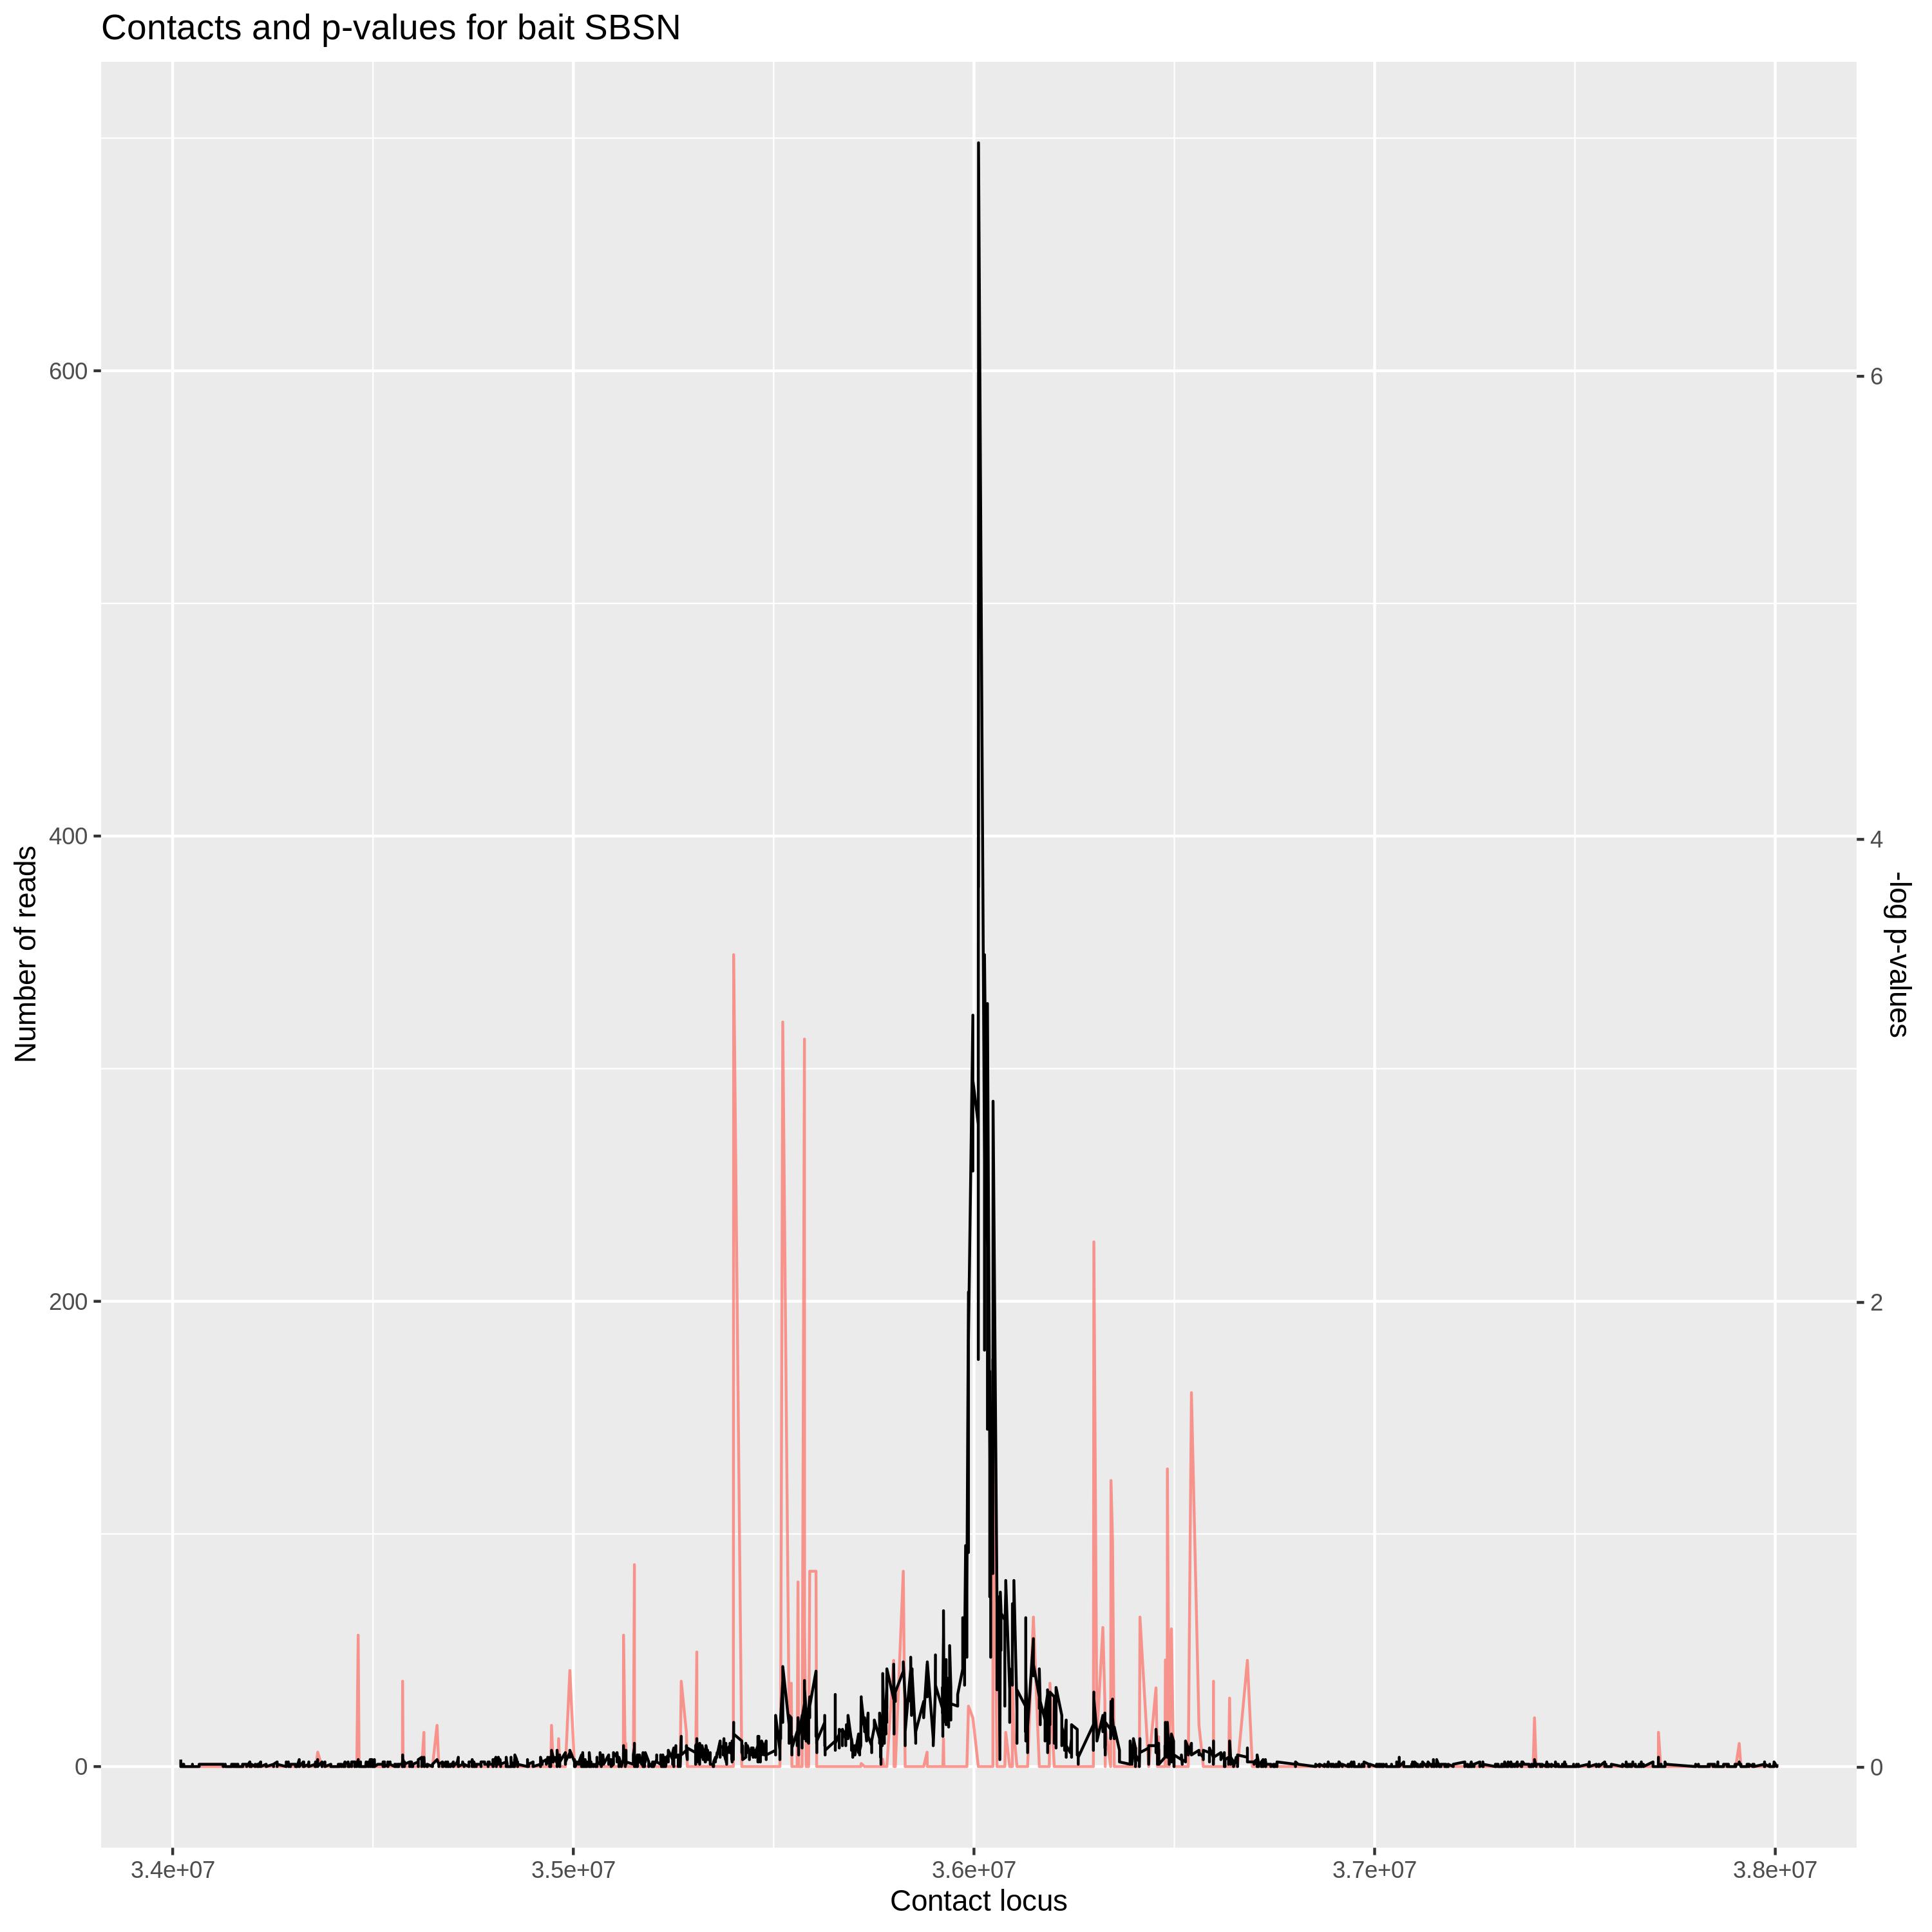 Contacts and p-values for bait SBSN
Number of reads
600
400
200
0
6
4
2
0
-log p-values
3.4e+07 3.5e+07 3.6e+07 3.7e+07 3.8e+07
Contact locus